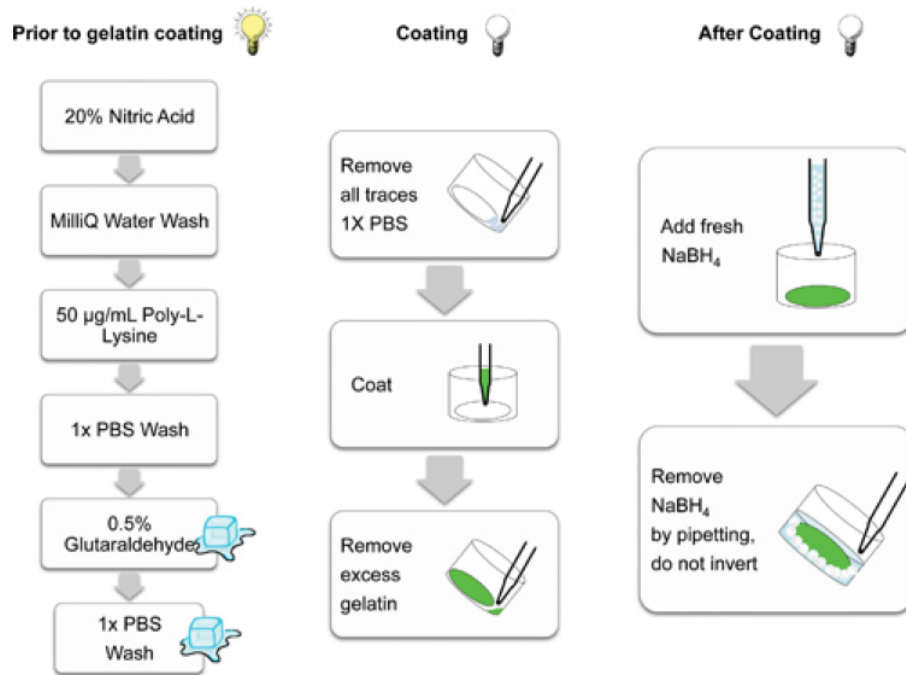 Prior to gelatin coating
20% Nitric Acid
MilliQ Water Wash
50 µg/mL Poly-L-
Lysine
1x PBS Wash
0.5%
Glutaraldehyde
1x PBS
Wash
Coating
Remove
all traces
1X PBS
Coat
Remove
excess
gelatin
After Coating
Add fresh
NaBH₄
Remove
NaBH₄
by pipetting,
do not invert